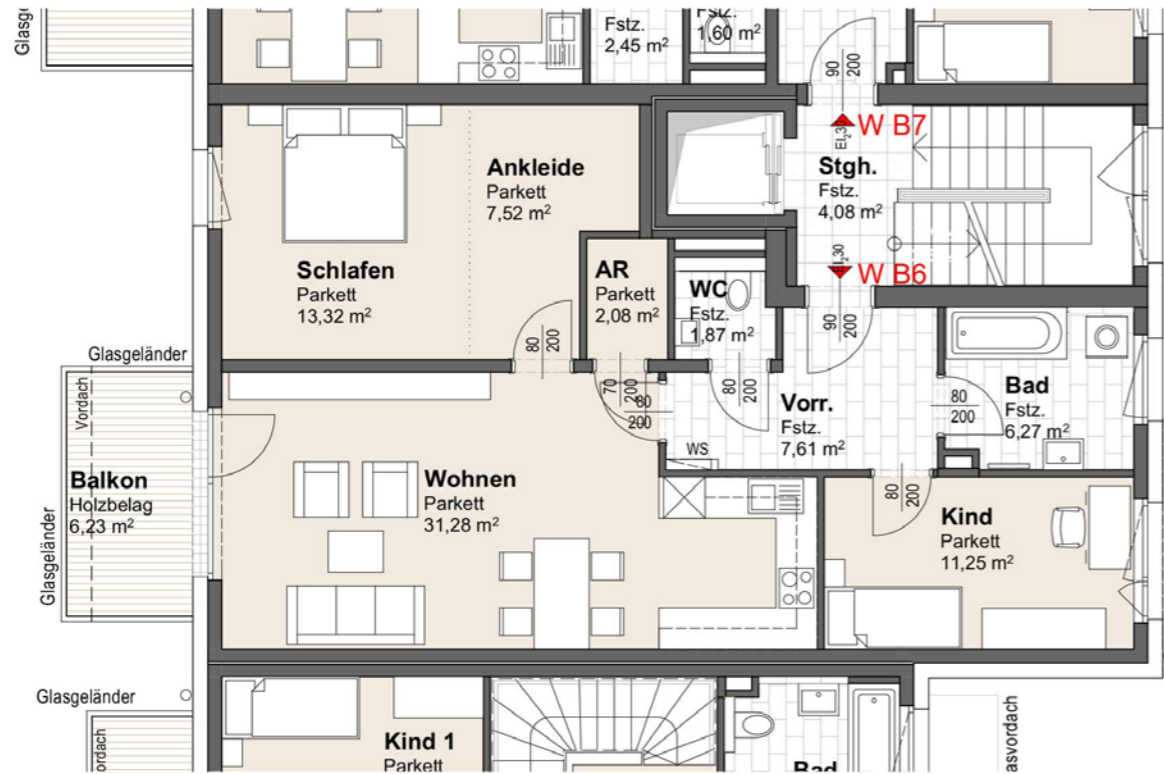 Glasge
Fstz.
2,45 m²
Fstz.
1,60 m²
90
200
W B7
EI₂30
Ankleide
Parkett
7,52 m²
Stgh.
Fstz.
4,08 m²
Schlafen
Parkett
13,32 m²
AR
Parkett
2,08 m²
WC
Fstz.
1,87 m²
W B6
90
200
80
200
70
200
80
200
80
200
Vorr.
Fstz.
7,61 m²
80
200
Bad
Fstz.
6,27 m²
WS
Glasgeländer
Vordach
Balkon
Holzbelag
6,23 m²
Glasgeländer
Wohnen
Parkett
31,28 m²
80
200
Kind
Parkett
11,25 m²
Glasgeländer
ordach
Kind 1
Parkett
Bad
asvordach